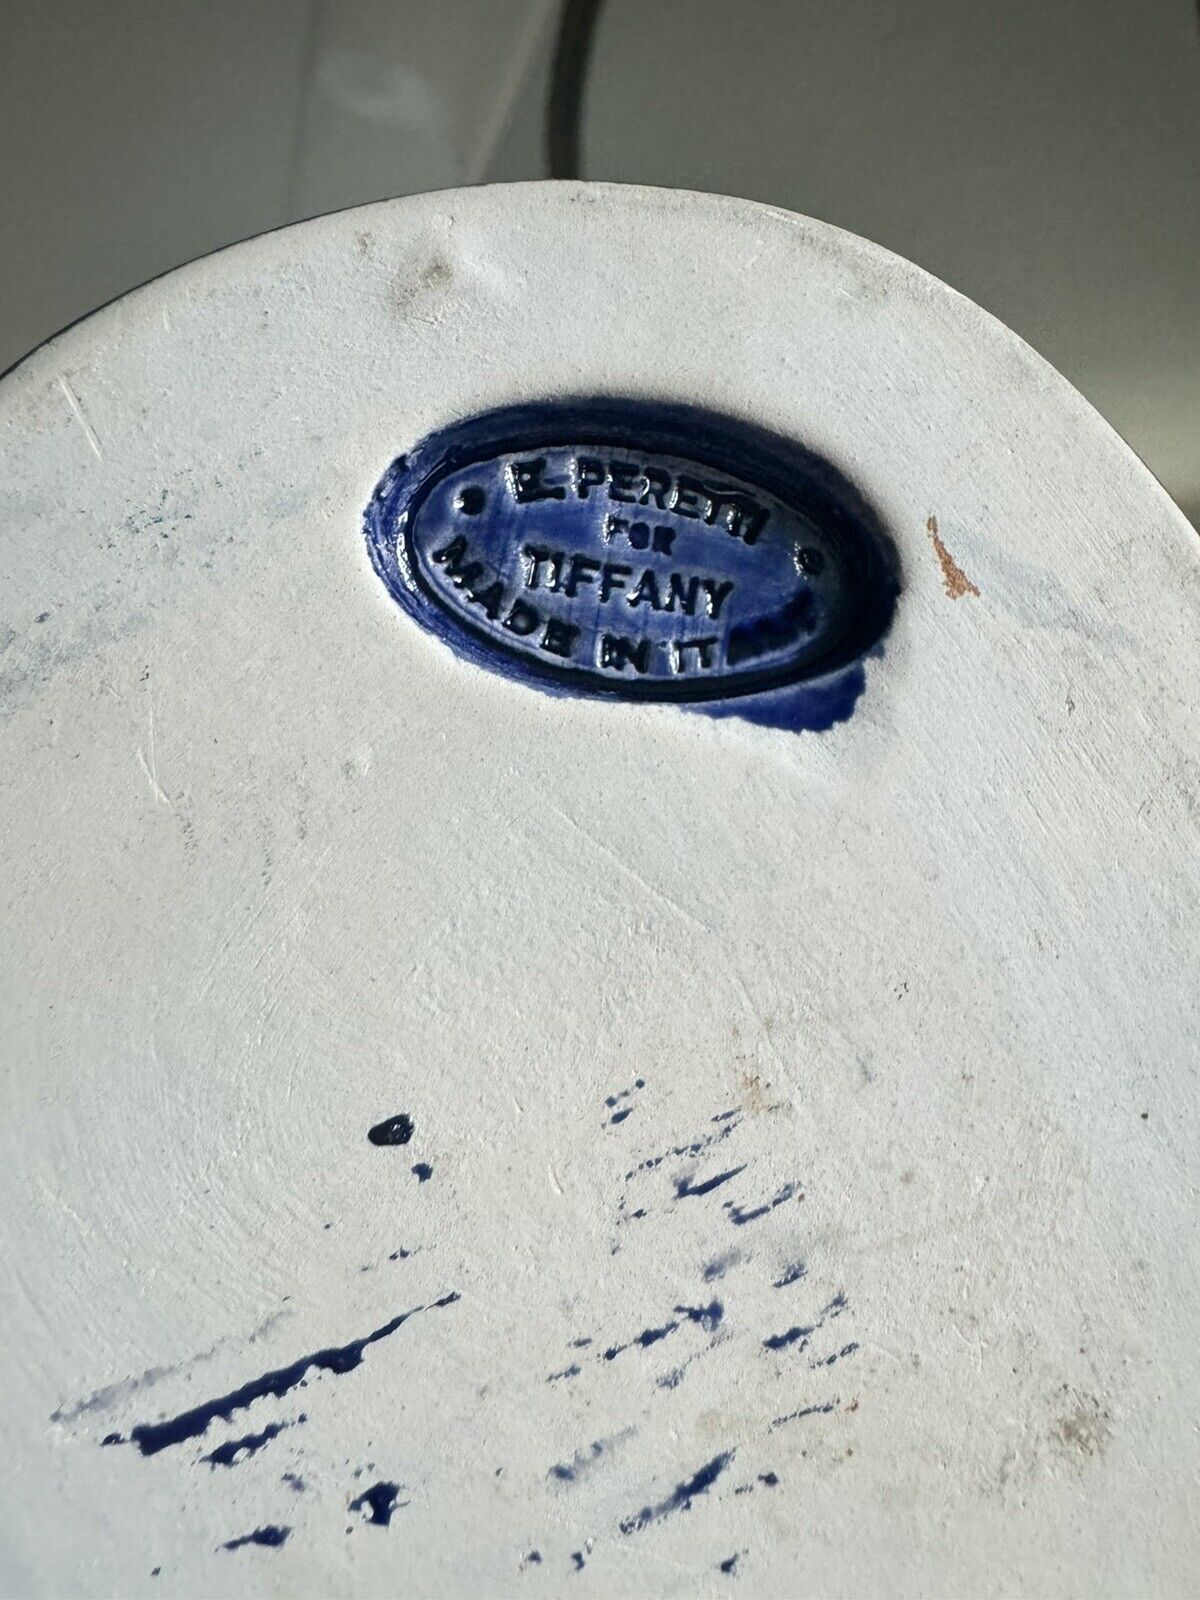 E. PERETTI
FOR
TIFFANY
MADE IN IT